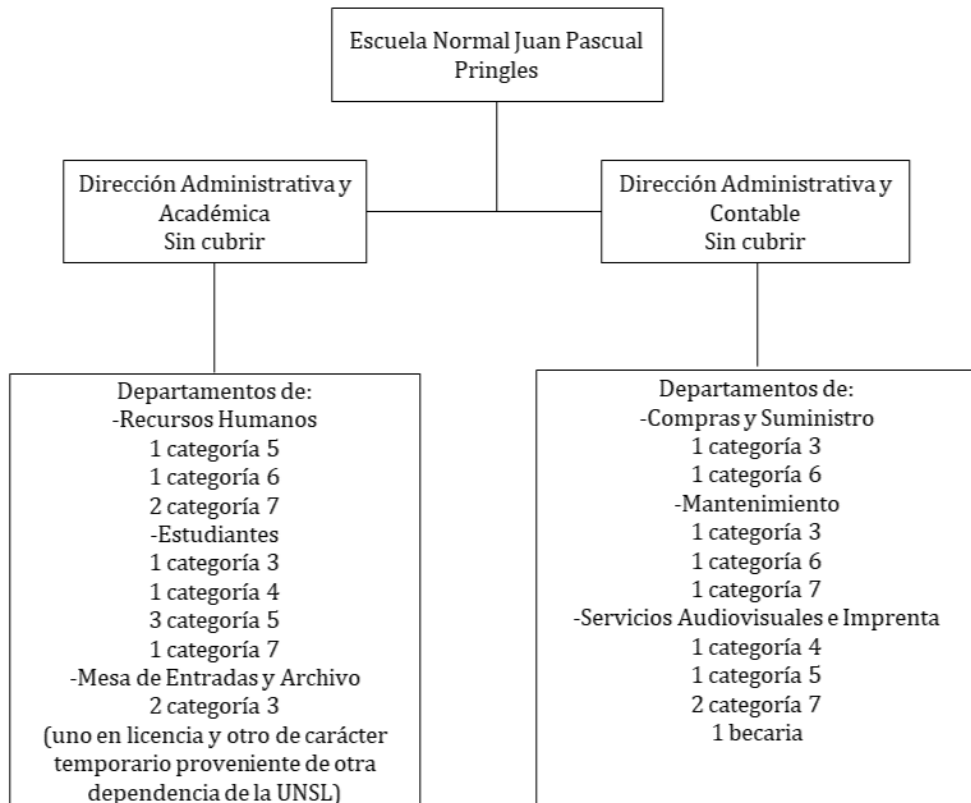 Escuela Normal Juan Pascual
Pringles
Dirección Administrativa y
Académica
Sin cubrir
Dirección Administrativa y
Contable
Sin cubrir
Departamentos de:
-Recursos Humanos
1 categoría 5
1 categoría 6
2 categoría 7
-Estudiantes
1 categoría 3
1 categoría 4
3 categoría 5
1 categoría 7
-Mesa de Entradas y Archivo
2 categoría 3
(uno en licencia y otro de carácter
temporario proveniente de otra
dependencia de la UNSL)
Departamentos de:
-Compras y Suministro
1 categoría 3
1 categoría 6
-Mantenimiento
1 categoría 3
1 categoría 6
1 categoría 7
-Servicios Audiovisuales e Imprenta
1 categoría 4
1 categoría 5
2 categoría 7
1 becaria